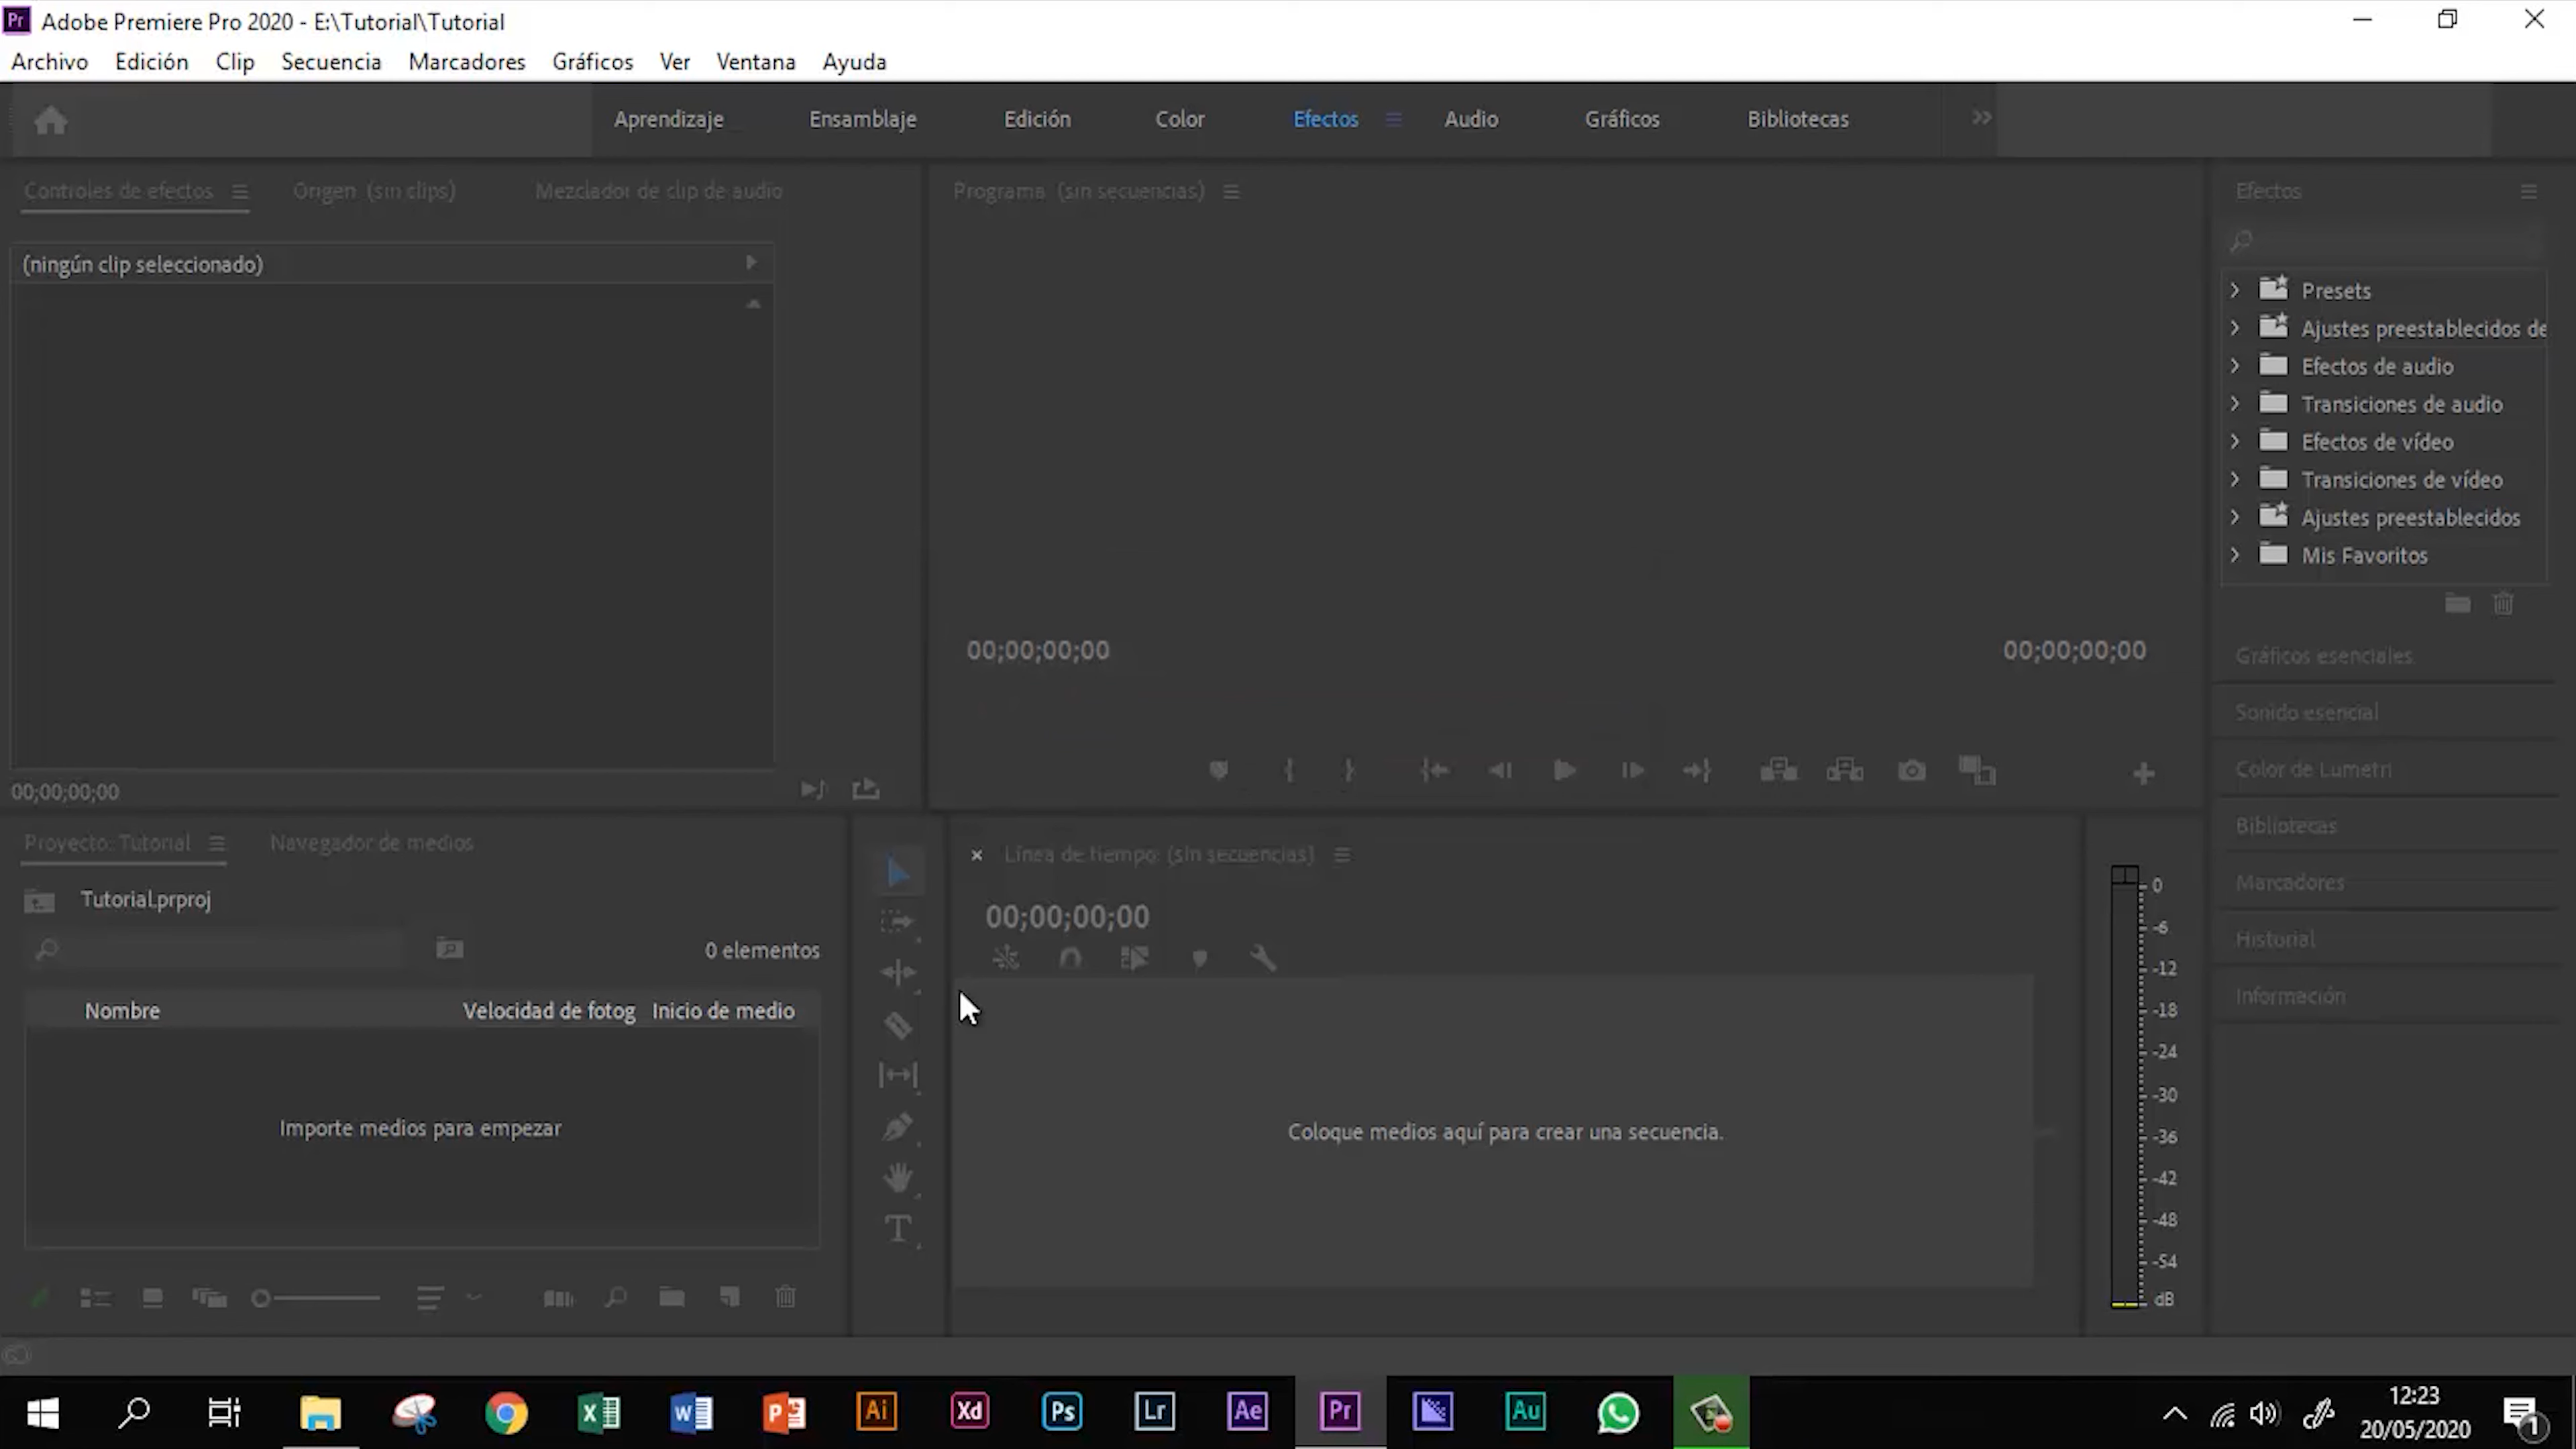 Pr Adobe Premiere Pro 2020 - E:\Tutorial\Tutorial
Archivo Edición Clip Secuencia Marcadores Gráficos Ver Ventana Ayuda
Aprendizaje Ensamblaje Edición Color Efectos Audio Gráficos Bibliotecas
Controles de efectos Origen (sin clips) Mezclador de clip de audio
(ningún clip seleccionado)
00;00;00;00
Programa (sin secuencias)
00;00;00;00 00;00;00;00
Efectos
Presets
Ajustes preestablecidos de
Efectos de audio
Transiciones de audio
Efectos de vídeo
Transiciones de vídeo
Ajustes preestablecidos
Mis Favoritos
Gráficos esenciales
Sonido esencial
Color de Lumetri
Bibliotecas
Marcadores
Historial
Información
Proyecto: Tutorial Navegador de medios
Tutorial.prproj
0 elementos
Nombre Velocidad de fotog Inicio de medio
Importe medios para empezar
T
Línea de tiempo: (sin secuencias)
00;00;00;00
Coloque medios aquí para crear una secuencia.
0
-6
-12
-18
-24
-30
-36
-42
-48
-54
dB
Ai Xd Ps Lr Ae Pr Au
12:23
20/05/2020
1